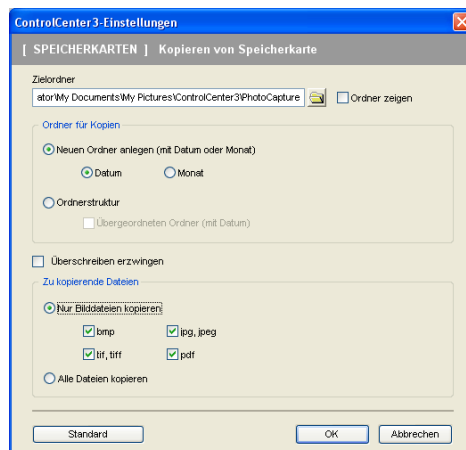 ControlCenter3-Einstellungen
[ SPEICHERKARTEN ] Kopieren von Speicherkarte
Zielordner
ator\My Documents\My Pictures\ControlCenter3\PhotoCapture
Ordner zeigen
Ordner für Kopien
Neuen Ordner anlegen (mit Datum oder Monat)
Datum Monat
Ordnerstruktur
Übergeordneten Ordner (mit Datum)
Überschreiben erzwingen
Zu kopierende Dateien
Nur Bilddateien kopieren
bmp jpg, jpeg
tif, tiff pdf
Alle Dateien kopieren
Standard OK Abbrechen